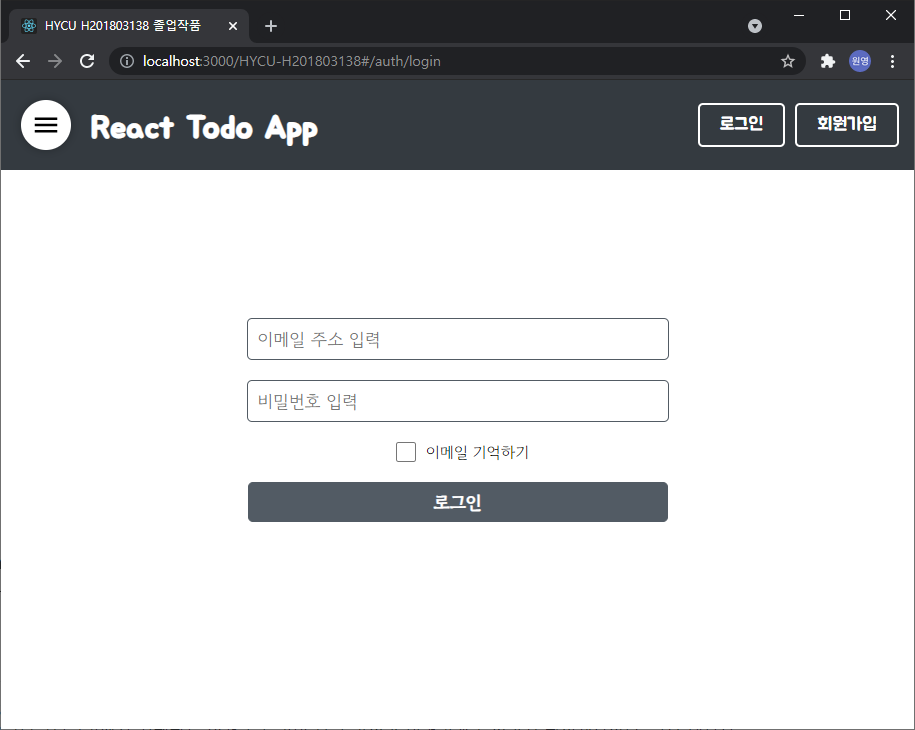 HYCU H201803138 졸업작품
localhost:3000/HYCU-H201803138#/auth/login
원영
React Todo App
로그인
회원가입
이메일 주소 입력
비밀번호 입력
이메일 기억하기
로그인